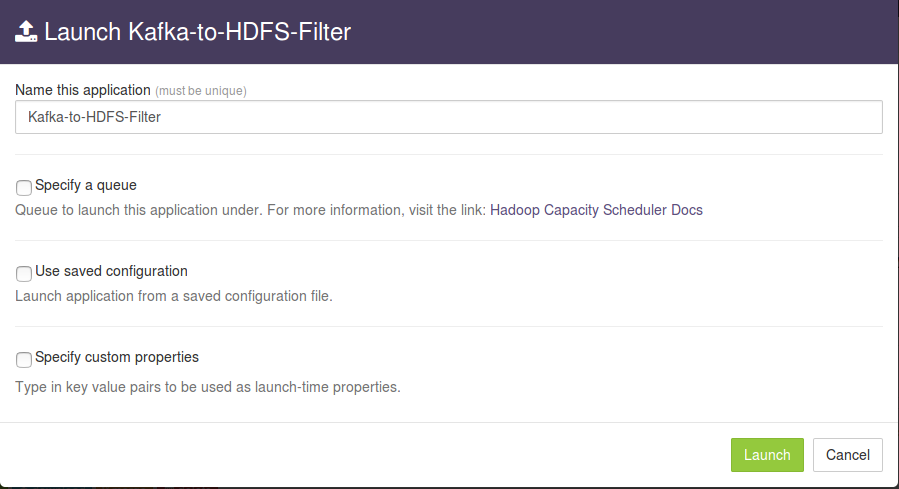 Launch Kafka-to-HDFS-Filter
Name this application (must be unique)
Kafka-to-HDFS-Filter
Specify a queue
Queue to launch this application under. For more information, visit the link: Hadoop Capacity Scheduler Docs
Use saved configuration
Launch application from a saved configuration file.
Specify custom properties
Type in key value pairs to be used as launch-time properties.
Launch Cancel